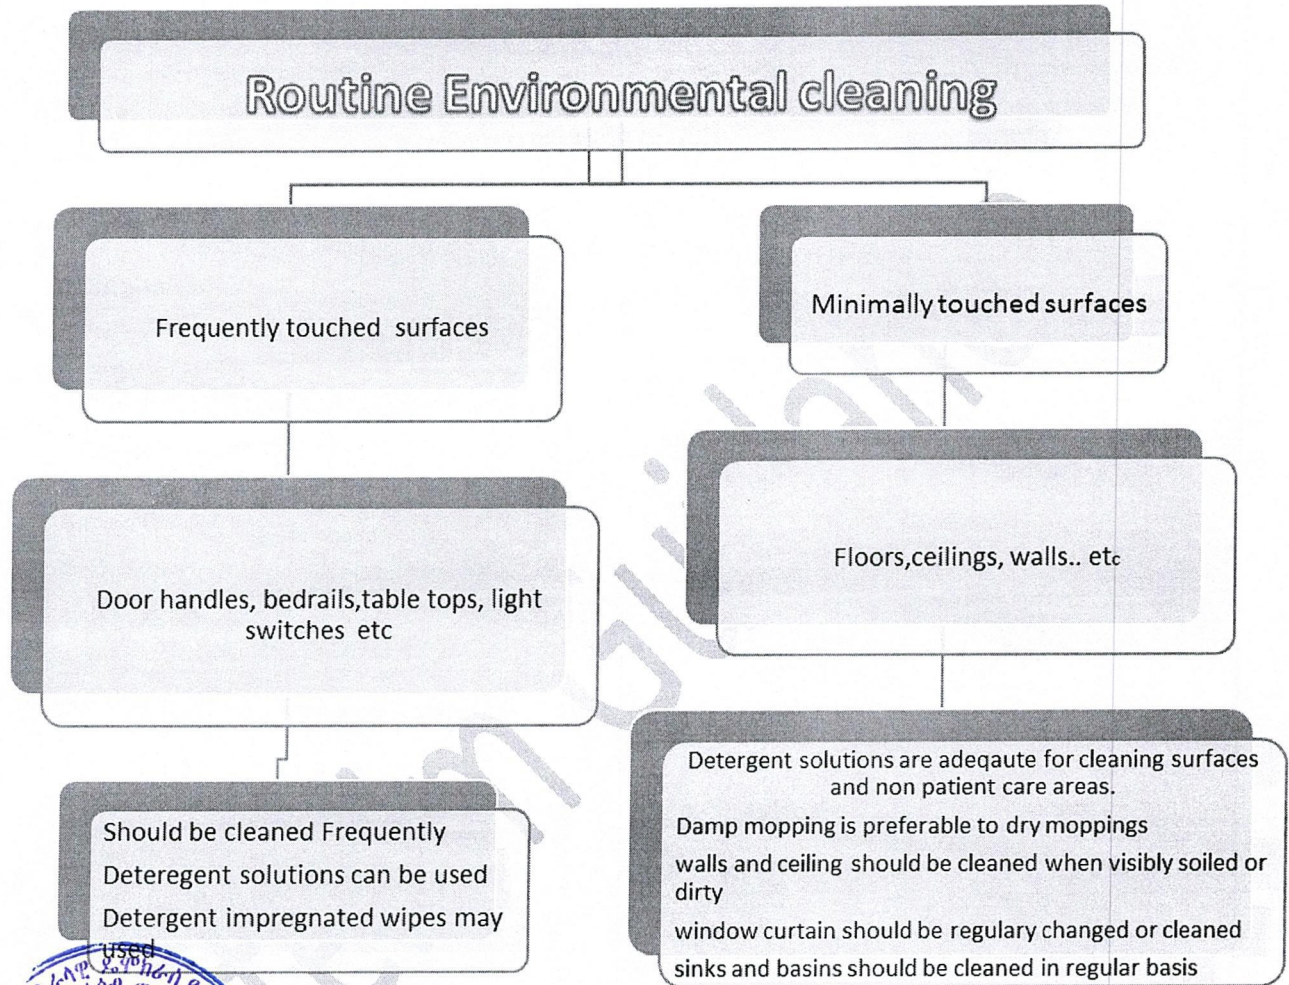 Routine Environmental cleaning
Frequently touched surfaces
Door handles, bedrails,table tops, light
switches etc
Should be cleaned Frequently
Deteregent solutions can be used
Detergent impregnated wipes may
used
Minimally touched surfaces
Floors,ceilings, walls.. etc
Detergent solutions are adeqaute for cleaning surfaces
and non patient care areas.
Damp mopping is preferable to dry moppings
walls and ceiling should be cleaned when visibly soiled or
dirty
window curtain should be regulary changed or cleaned
sinks and basins should be cleaned in regular basis